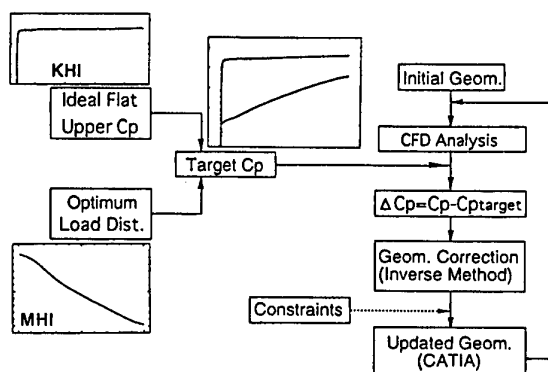 KHI
Ideal Flat
Upper Cp
Initial Geom.
CFD Analysis
Target Cp
ΔCp=Cp-Cptarget
Optimum
Load Dist.
Geom. Correction
(Inverse Method)
MHI
Constraints
Updated Geom.
(CATIA)